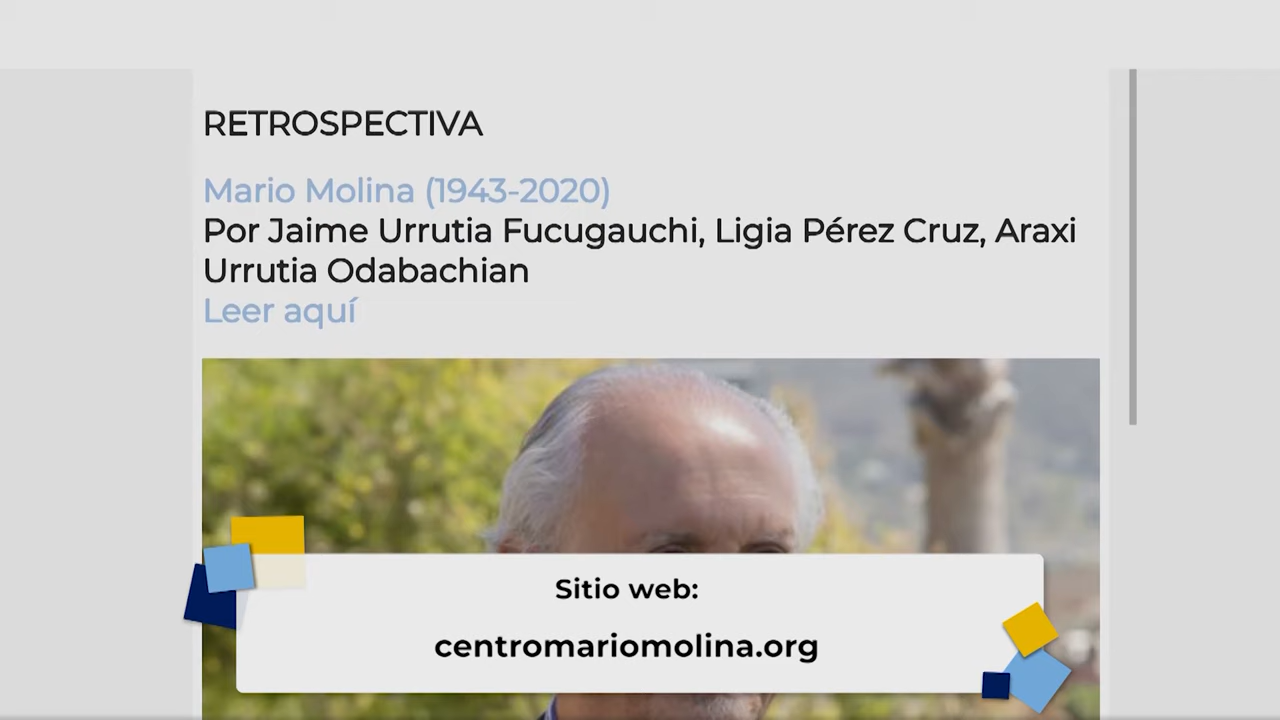 RETROSPECTIVA
Mario Molina (1943-2020)
Por Jaime Urrutia Fucugauchi, Ligia Pérez Cruz, Araxi
Urrutia Odabachian
Leer aquí
Sitio web:
centromariomolina.org